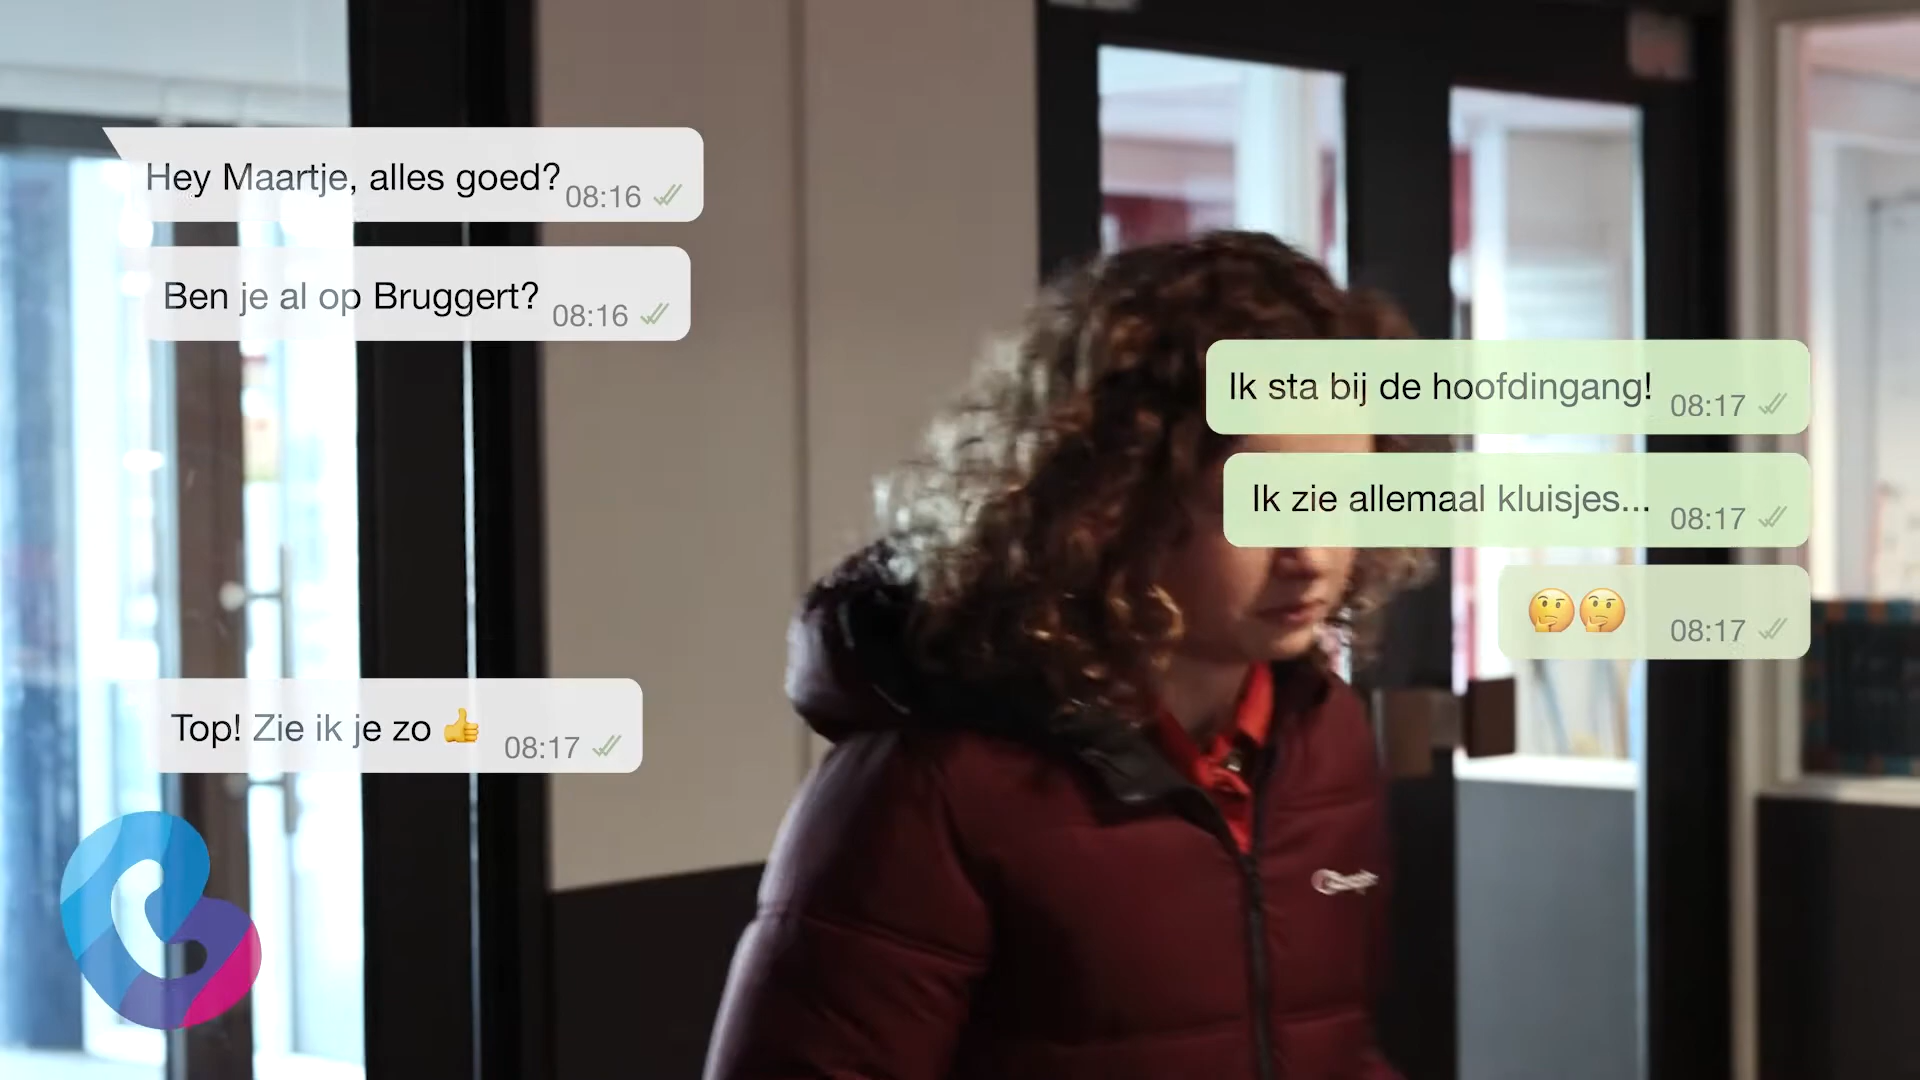 Hey Maartje, alles goed? 08:16
Ben je al op Bruggert? 08:16
Ik sta bij de hoofdingang! 08:17
Ik zie allemaal kluisjes... 08:17
🤔🤔 08:17
Top! Zie ik je zo 👍 08:17